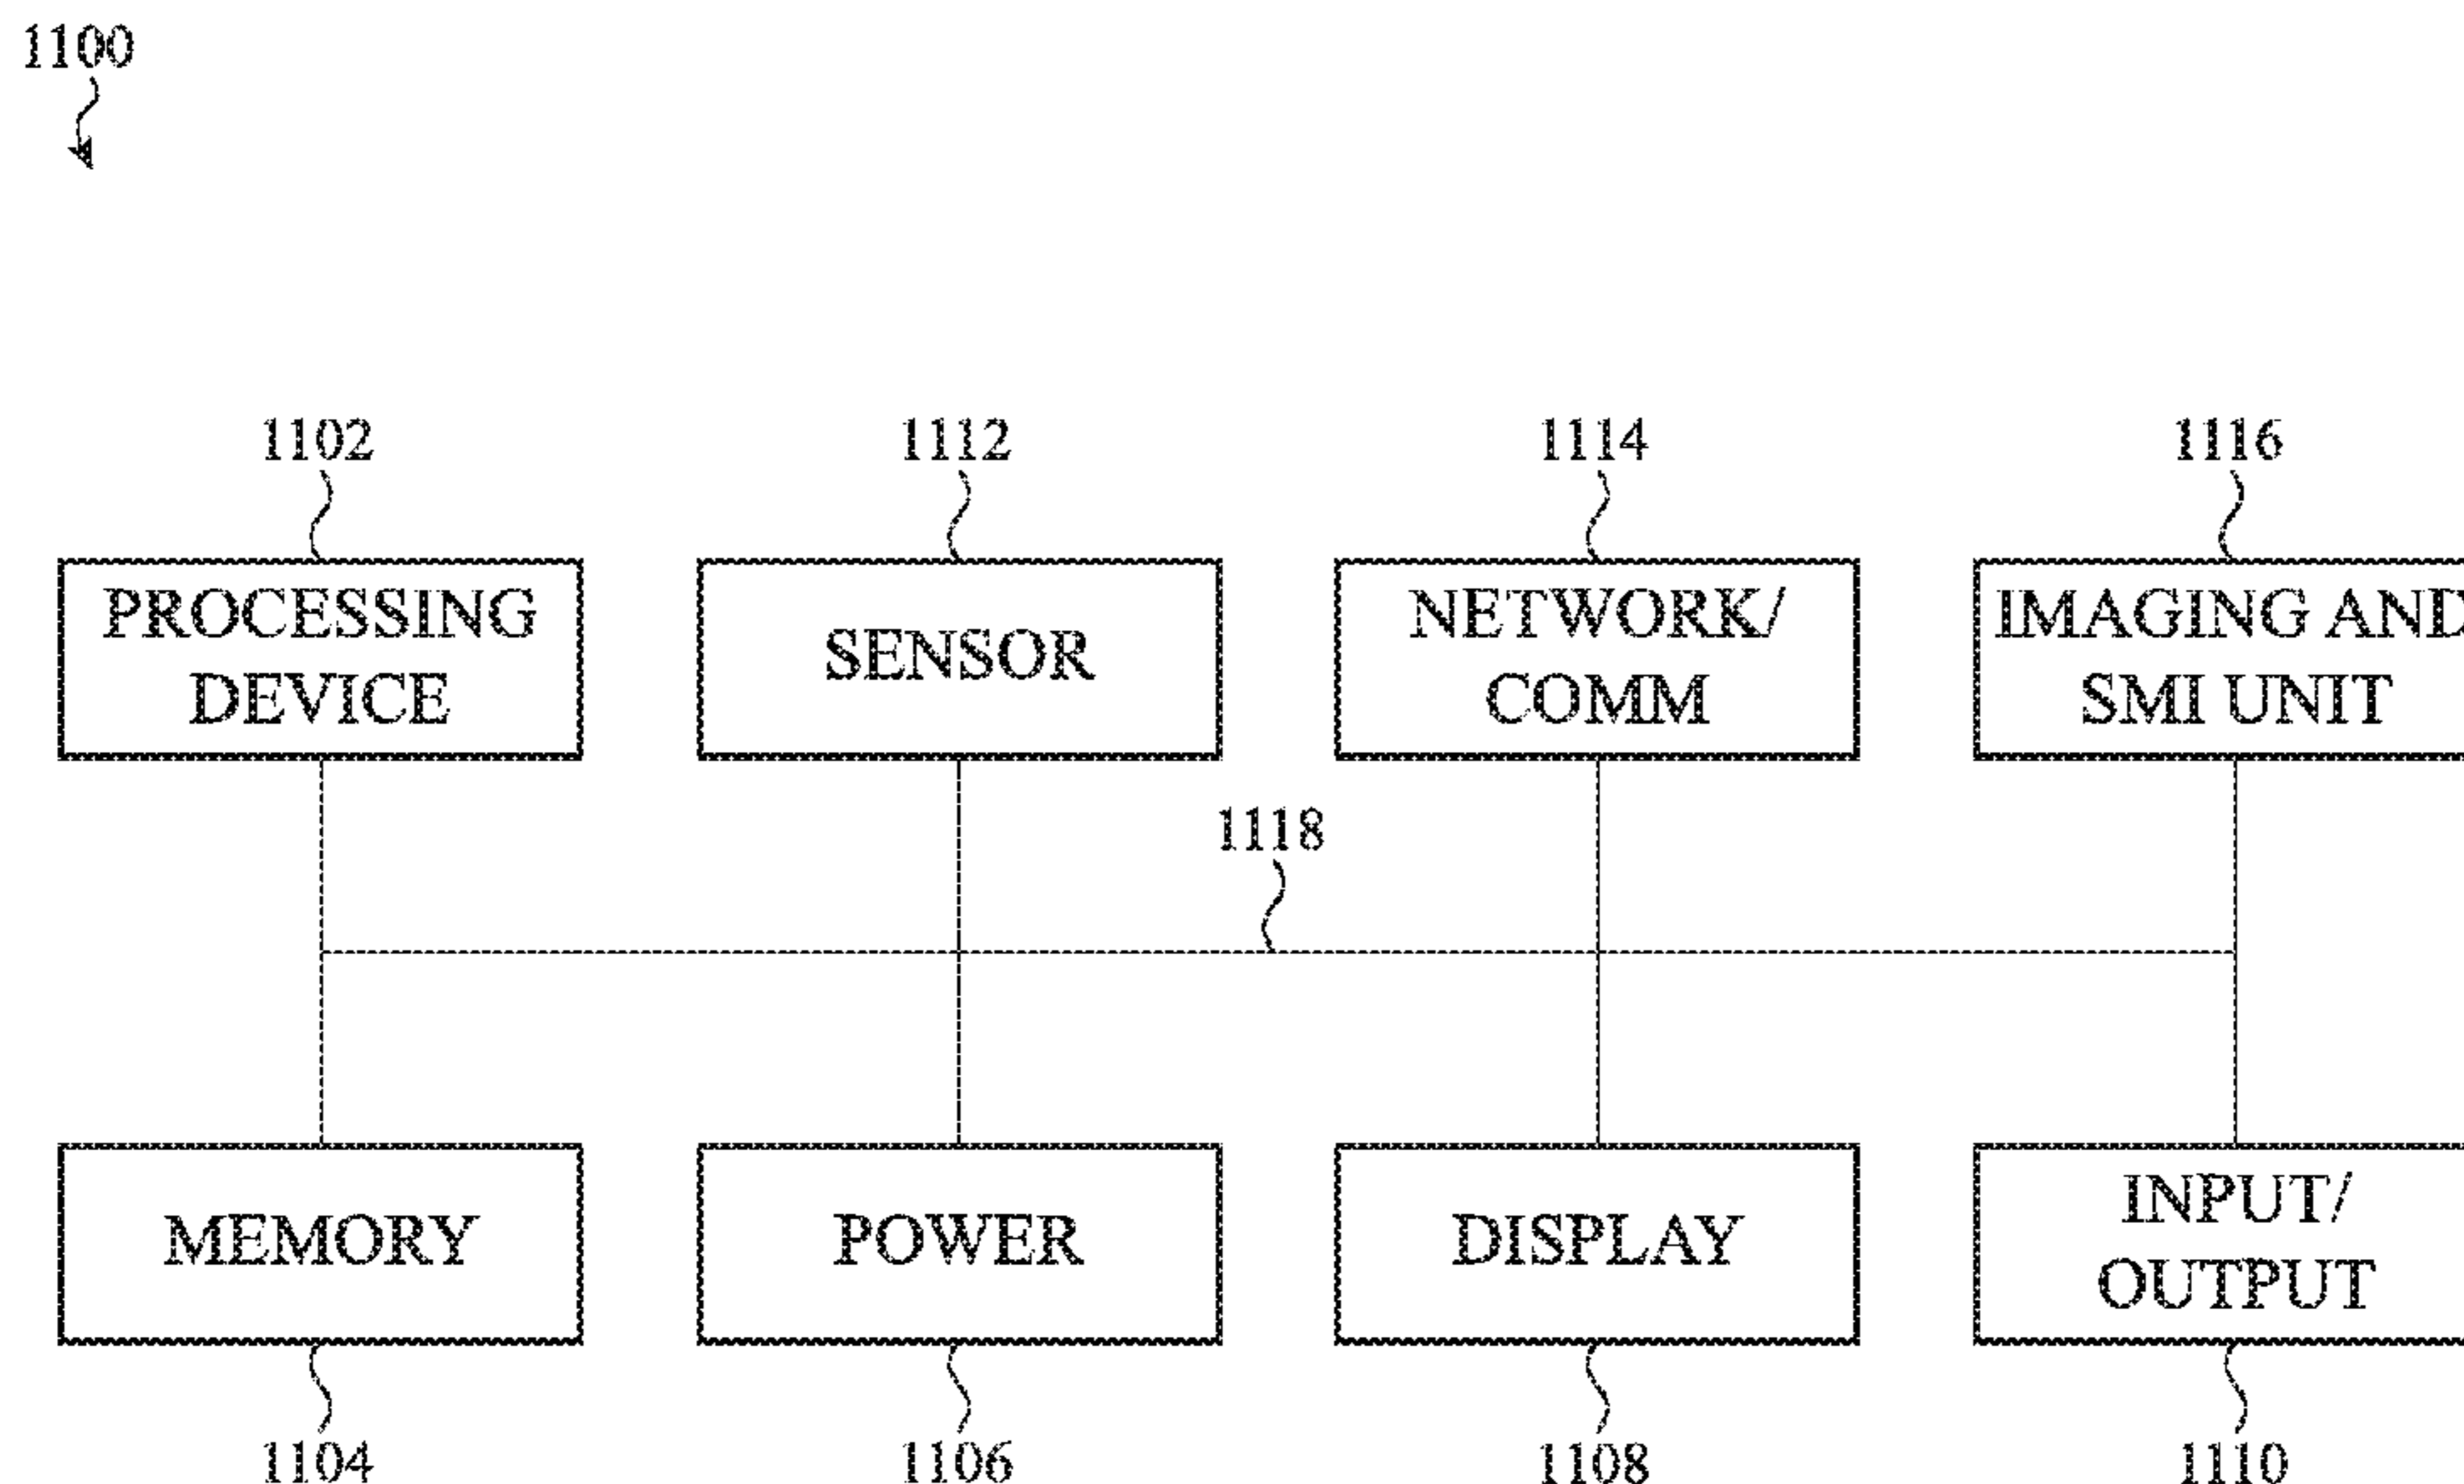 1100
1102
1112
1114
1116
PROCESSING
DEVICE
SENSOR
NETWORK/
COMM
IMAGING AND
SMI UNIT
1118
MEMORY
POWER
DISPLAY
INPUT/
OUTPUT
1104
1106
1108
1110